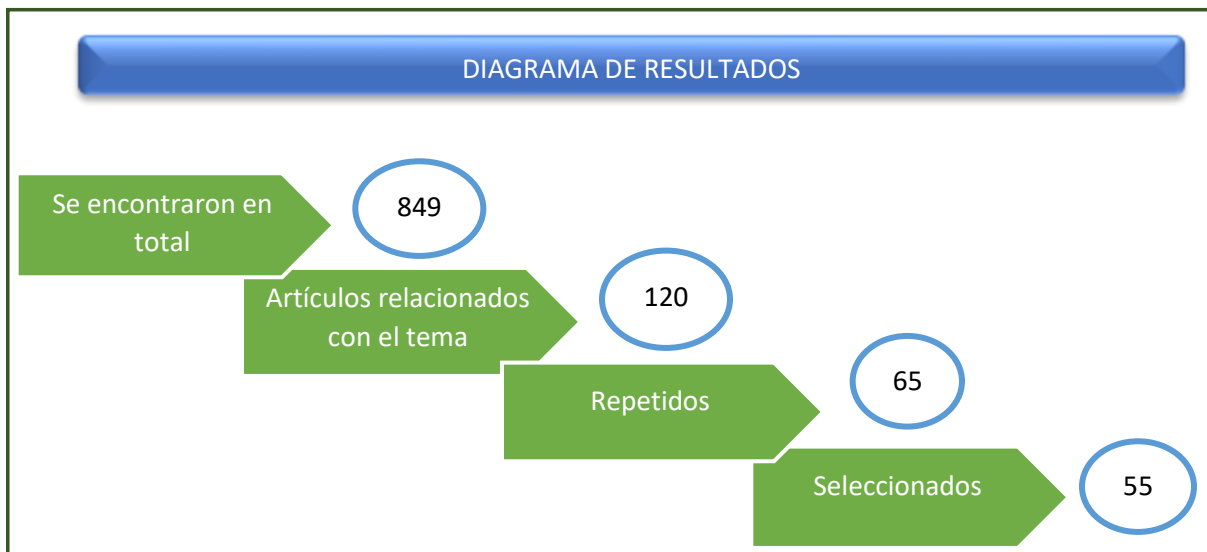 DIAGRAMA DE RESULTADOS
Se encontraron en
total
849
Artículos relacionados
con el tema
120
Repetidos
65
Seleccionados
55